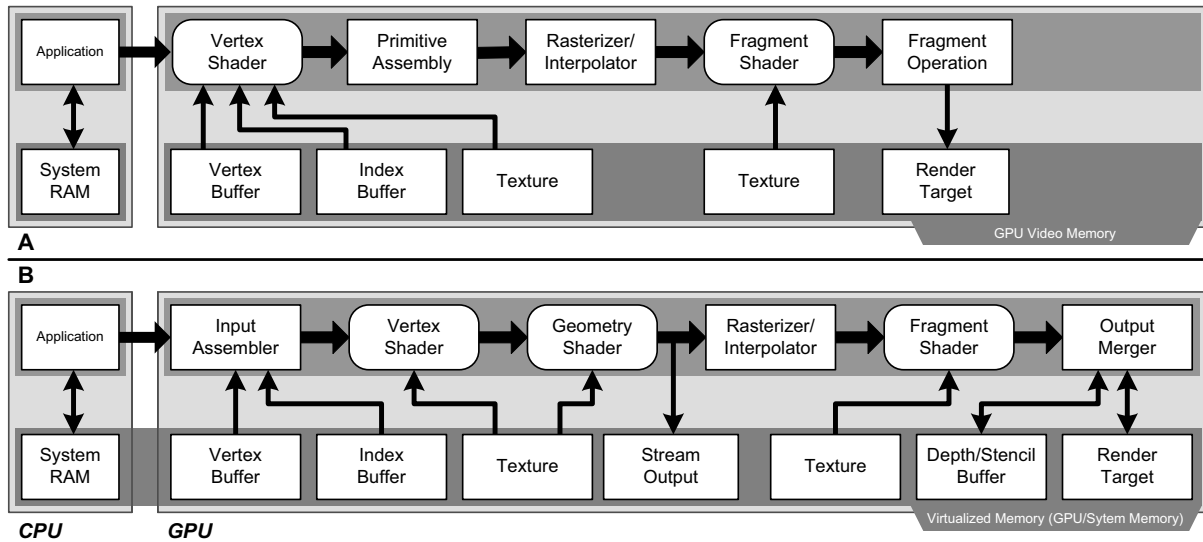 Application
Vertex
Shader
Primitive
Assembly
Rasterizer/
Interpolator
Fragment
Shader
Fragment
Operation
System
RAM
Vertex
Buffer
Index
Buffer
Texture
Texture
Render
Target
GPU Video Memory
A
B
Application
Input
Assembler
Vertex
Shader
Geometry
Shader
Rasterizer/
Interpolator
Fragment
Shader
Output
Merger
System
RAM
Vertex
Buffer
Index
Buffer
Texture
Stream
Output
Texture
Depth/Stencil
Buffer
Render
Target
Virtualized Memory (GPU/Sytem Memory)
CPU
GPU